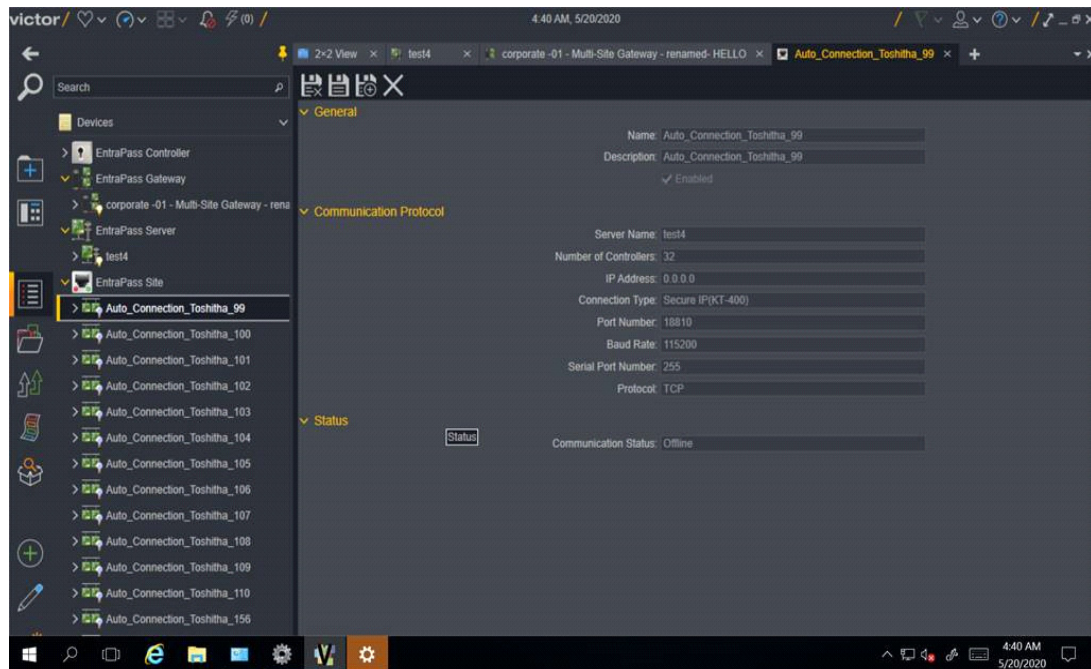 victor
(0)
4:40 AM, 5/20/2020
2×2 View
test4
corporate -01 - Multi-Site Gateway - renamed- HELLO
Auto_Connection_Toshitha_99
Search
Devices
EntraPass Controller
EntraPass Gateway
corporate -01 - Multi-Site Gateway - rena
EntraPass Server
test4
EntraPass Site
Auto_Connection_Toshitha_99
Auto_Connection_Toshitha_100
Auto_Connection_Toshitha_101
Auto_Connection_Toshitha_102
Auto_Connection_Toshitha_103
Auto_Connection_Toshitha_104
Auto_Connection_Toshitha_105
Auto_Connection_Toshitha_106
Auto_Connection_Toshitha_107
Auto_Connection_Toshitha_108
Auto_Connection_Toshitha_109
Auto_Connection_Toshitha_110
Auto_Connection_Toshitha_156
General
Name: Auto_Connection_Toshitha_99
Description: Auto_Connection_Toshitha_99
Enabled
Communication Protocol
Server Name: test4
Number of Controllers: 32
IP Address: 0.0.0.0
Connection Type: Secure IP(KT-400)
Port Number: 18810
Baud Rate: 115200
Serial Port Number: 255
Protocol: TCP
Status
Status
Communication Status: Offline
4:40 AM
5/20/2020